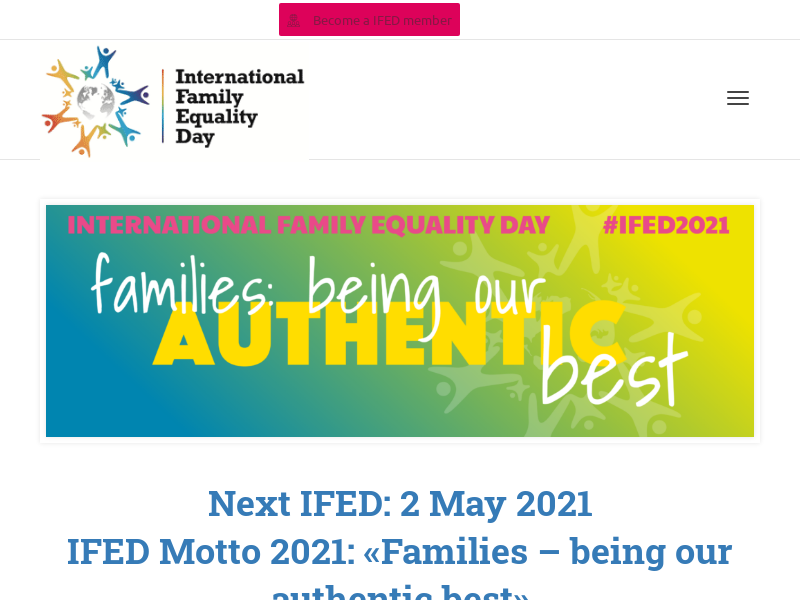 Become a IFED member
International
Family
Equality
Day
INTERNATIONAL FAMILY EQUALITY DAY #IFED2021
families: being our
AUTHENTIC
best
Next IFED: 2 May 2021
IFED Motto 2021: «Families – being our
authentic best»